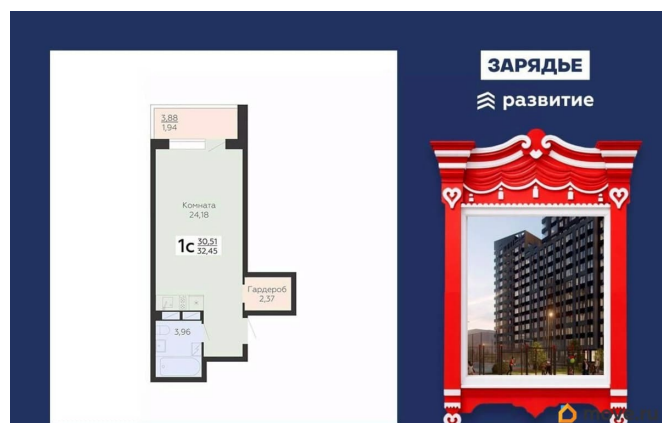 ЗАРЯДЬЕ
развитие
3,88
1,94
Комната
24,18
1с 30,51
32,45
Гардероб
2,37
3,96